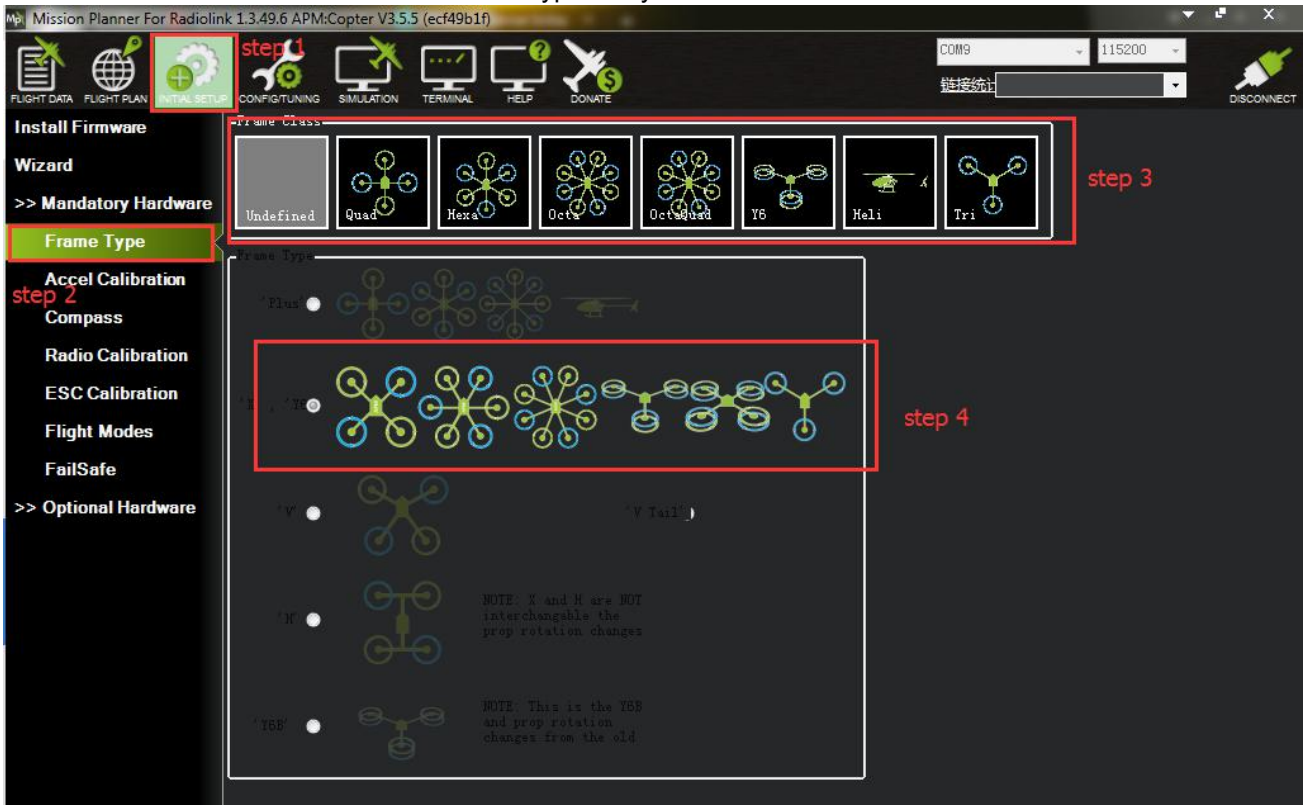 Mission Planner For Radiolink 1.3.49.6 APM:Copter V3.5.5 (ecf49b1f)
step 1
COM9
115200
链接统计
FLIGHT DATA
FLIGHT PLAN
INITIAL SETUP
CONFIG/TUNING
SIMULATION
TERMINAL
HELP
DONATE
DISCONNECT
Install Firmware
Wizard
>> Mandatory Hardware
Frame Type
step 2
Accel Calibration
Compass
Radio Calibration
ESC Calibration
Flight Modes
FailSafe
>> Optional Hardware
Frame Class
Undefined
Quad
Hexa
Octa
OctaQuad
Y6
Heli
Tri
step 3
Frame Type
'Plus'
step 4
'V'
'V Tail'
'H'
NOTE: X and H are NOT
interchangable the
prop rotation changes
'Y6B'
NOTE: This is the Y6B
and prop rotation
changes from the old